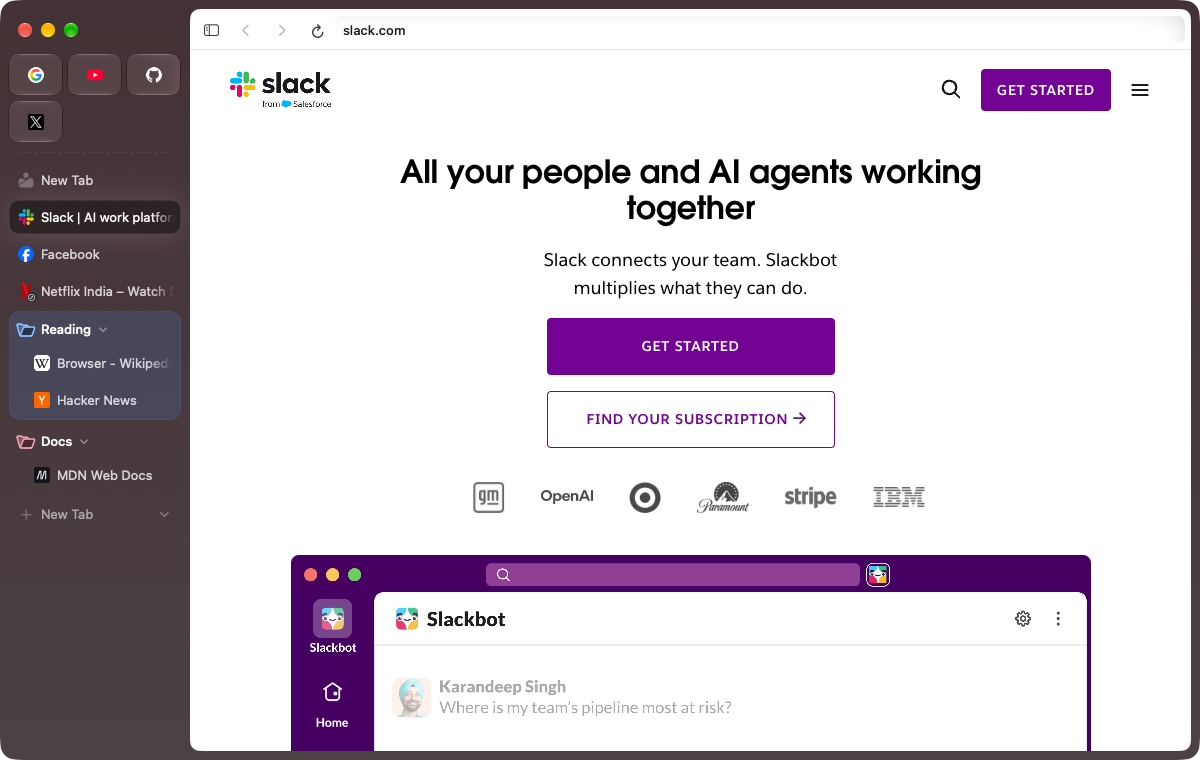 slack.com
New Tab
Slack | AI work platfor
Facebook
Netflix India – Watch
Reading
Browser - Wikiped
Hacker News
Docs
MDN Web Docs
New Tab
slack
from Salesforce
GET STARTED
All your people and AI agents working
together
Slack connects your team. Slackbot
multiplies what they can do.
GET STARTED
FIND YOUR SUBSCRIPTION
gm OpenAI Paramount stripe IBM
Slackbot
Slackbot
Karandeep Singh
Where is my team's pipeline most at risk?
Home